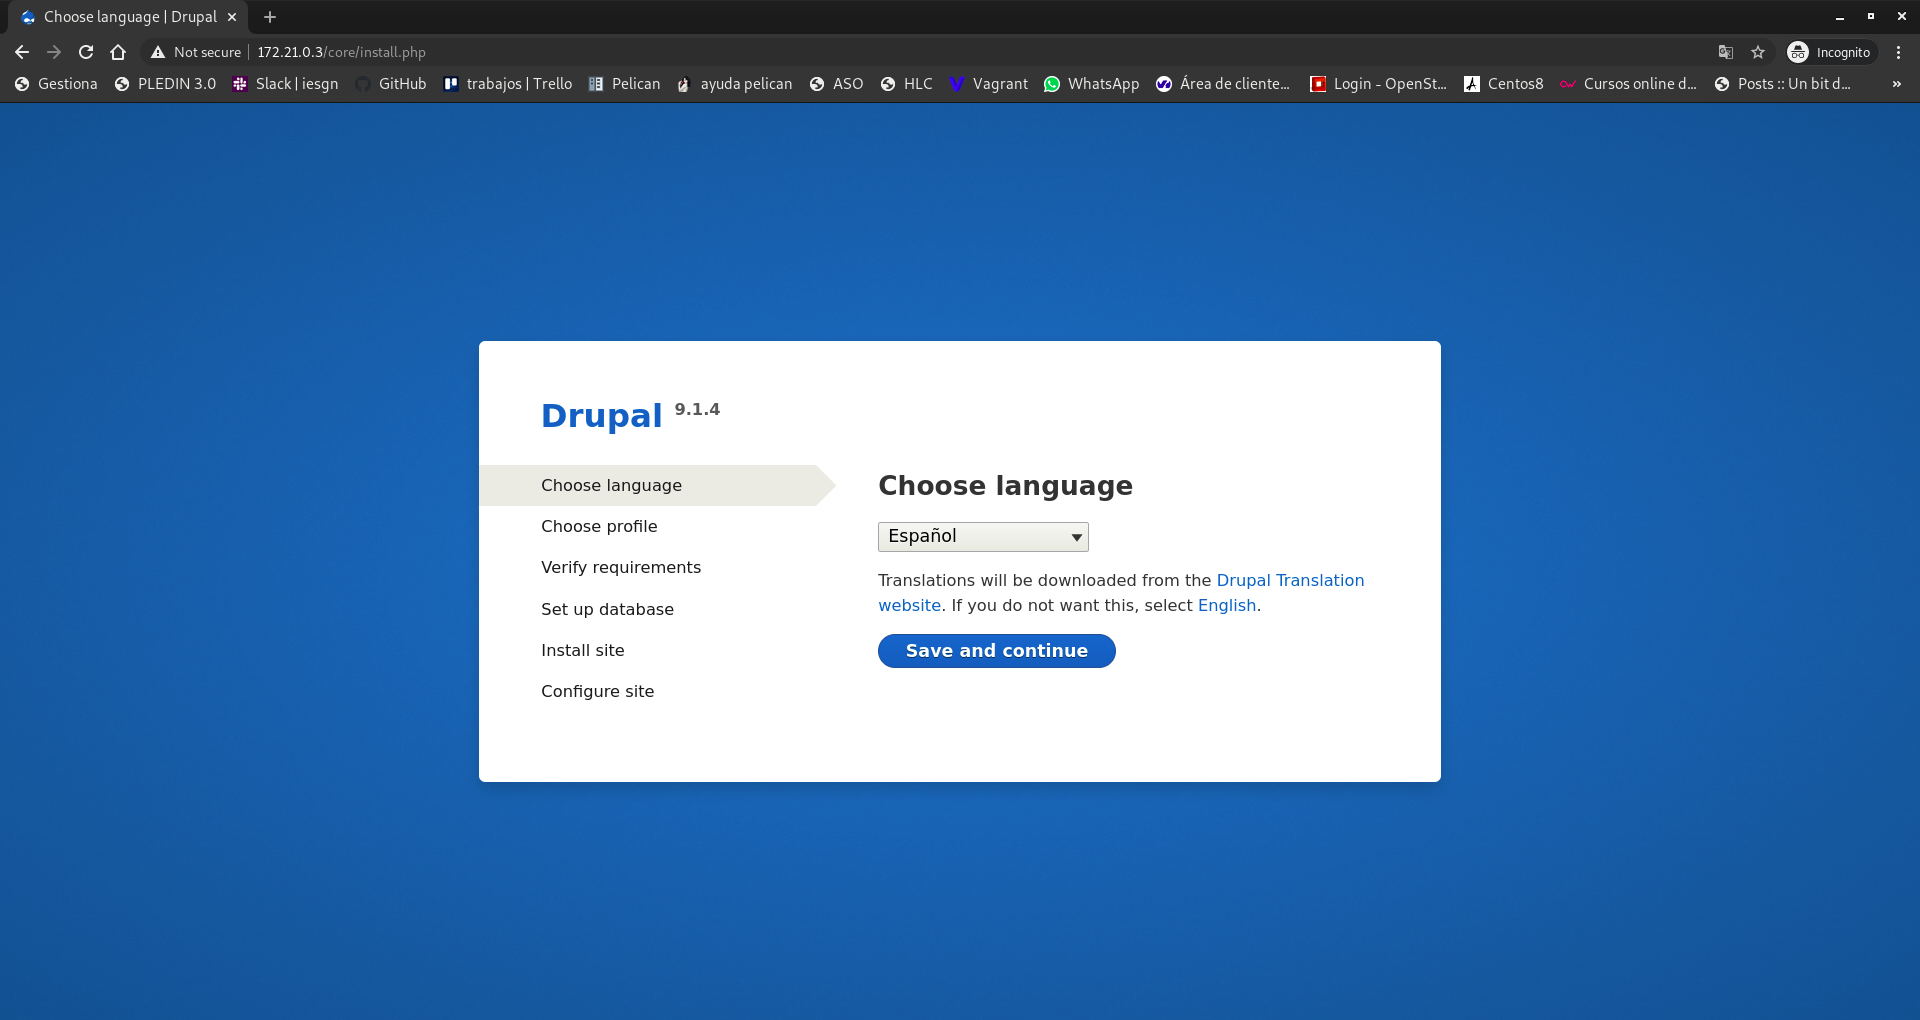 Choose language | Drupal
Not secure 172.21.0.3/core/install.php Incognito
Gestiona PLEDIN 3.0 Slack | iesgn GitHub trabajos | Trello Pelican ayuda pelican ASO HLC Vagrant WhatsApp Área de cliente... Login - OpenSt... Centos8 Cursos online d... Posts :: Un bit d... »
Drupal 9.1.4
Choose language
Choose profile
Verify requirements
Set up database
Install site
Configure site
Choose language
Español
Translations will be downloaded from the Drupal Translation
website. If you do not want this, select English.
Save and continue